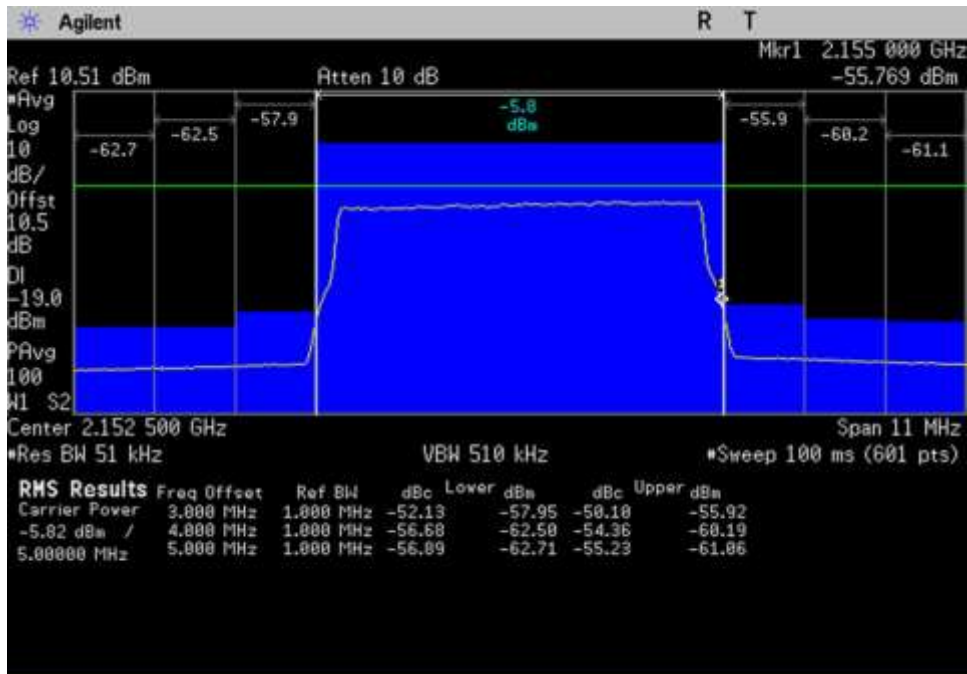 Agilent R T
Mkr1 2.155 000 GHz
Ref 10.51 dBm Atten 10 dB -55.769 dBm
#Avg
Log
10
dB/
Offst
10.5
dB
DI
-19.0
dBm
PAvg
100
W1 S2
-62.7 -62.5 -57.9 -5.8 dBm -55.9 -60.2 -61.1
1
Center 2.152 500 GHz Span 11 MHz
#Res BW 51 kHz VBW 510 kHz #Sweep 100 ms (601 pts)
RMS Results Freq Offset Ref BW dBc Lower dBm dBc Upper dBm
Carrier Power 3.000 MHz 1.000 MHz -52.13 -57.95 -50.10 -55.92
-5.82 dBm / 4.000 MHz 1.000 MHz -56.68 -62.50 -54.36 -60.19
5.00000 MHz 5.000 MHz 1.000 MHz -56.89 -62.71 -55.23 -61.06